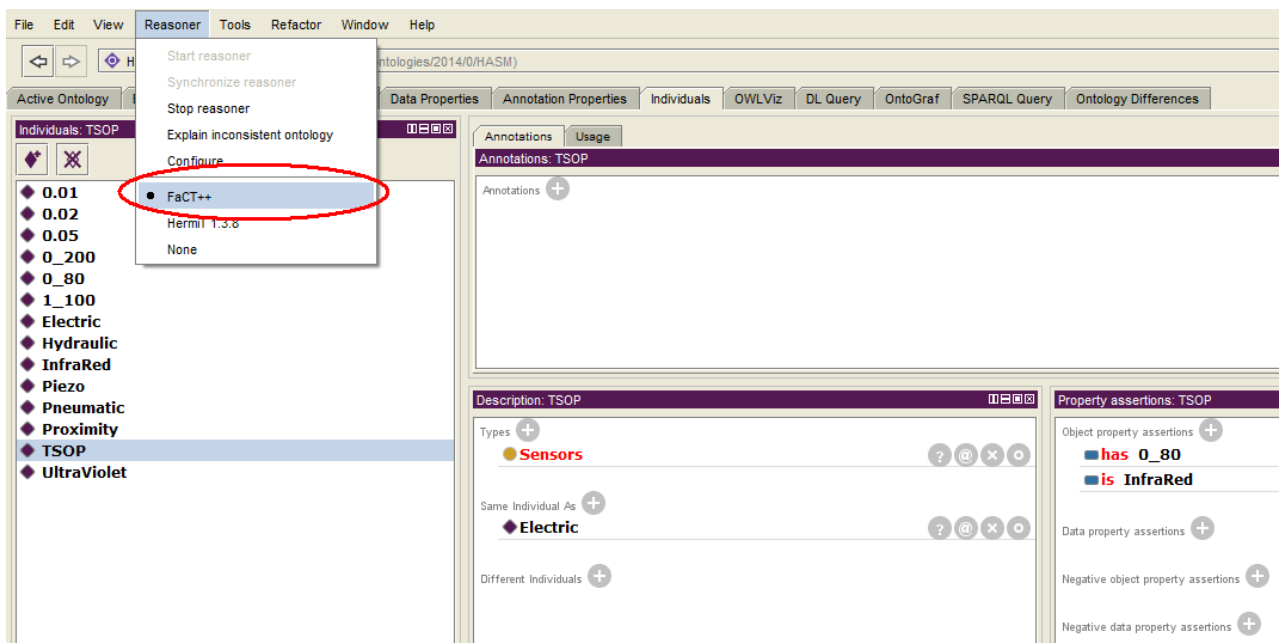 File Edit View Reasoner Tools Refactor Window Help
Start reasoner
Synchronize reasoner
Stop reasoner
Explain inconsistent ontology
Configure
FaCT++
HermiT 1.3.8
None
ntologies/2014/0/HASM)
Active Ontology Data Properties Annotation Properties Individuals OWLViz DL Query OntoGraf SPARQL Query Ontology Differences
Individuals: TSOP
0.01
0.02
0.05
0_200
0_80
1_100
Electric
Hydraulic
InfraRed
Piezo
Pneumatic
Proximity
TSOP
UltraViolet
Annotations Usage
Annotations: TSOP
Annotations
Description: TSOP
Types
Sensors
Same Individual As
Electric
Different Individuals
Property assertions: TSOP
Object property assertions
has 0_80
is InfraRed
Data property assertions
Negative object property assertions
Negative data property assertions